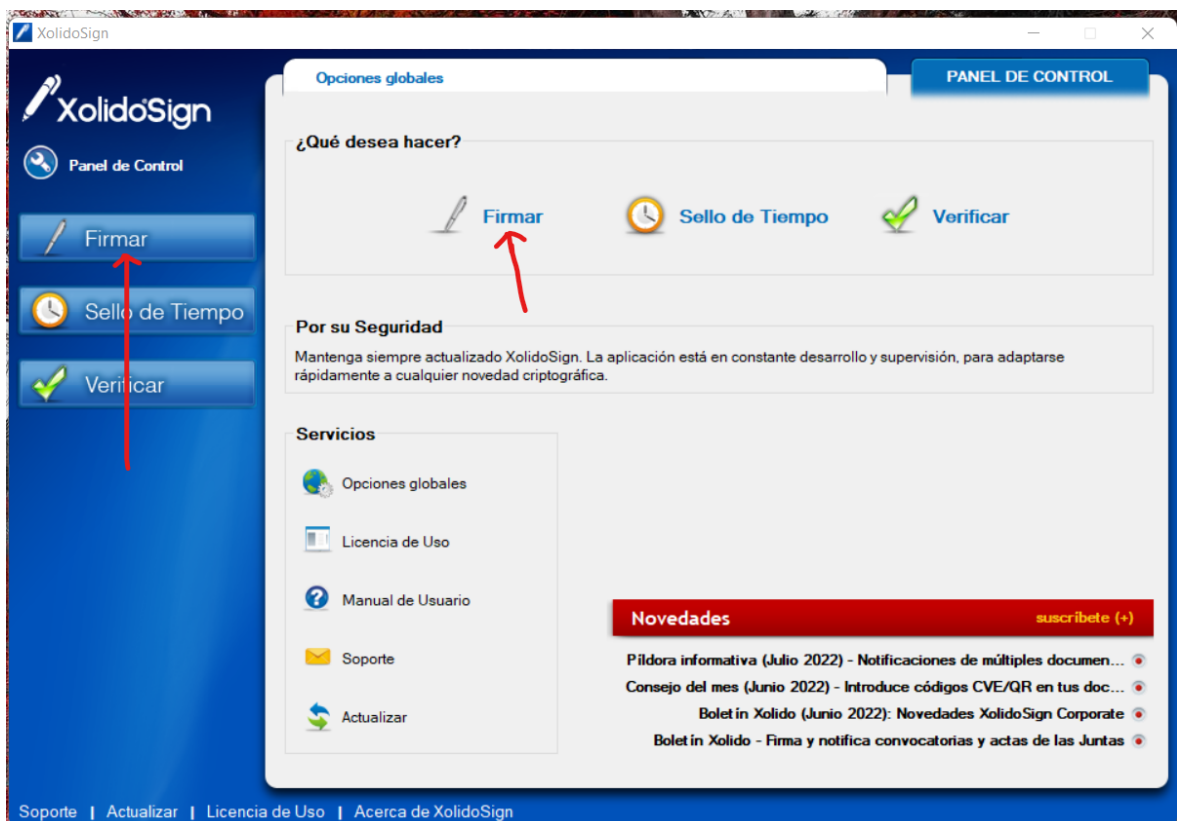 XolidoSign
XolidoSign
Panel de Control
Firmar
Sello de Tiempo
Verificar
Opciones globales
PANEL DE CONTROL
¿Qué desea hacer?
Firmar
Sello de Tiempo
Verificar
Por su Seguridad
Mantenga siempre actualizado XolidoSign. La aplicación está en constante desarrollo y supervisión, para adaptarse
rápidamente a cualquier novedad criptográfica.
Servicios
Opciones globales
Licencia de Uso
Manual de Usuario
Soporte
Actualizar
Novedades
suscríbete (+)
Píldora informativa (Julio 2022) - Notificaciones de múltiples documen...
Consejo del mes (Junio 2022) - Introduce códigos CVE/QR en tus doc...
Boletín Xolido (Junio 2022): Novedades XolidoSign Corporate
Boletín Xolido - Firma y notifica convocatorias y actas de las Juntas
Soporte | Actualizar | Licencia de Uso | Acerca de XolidoSign